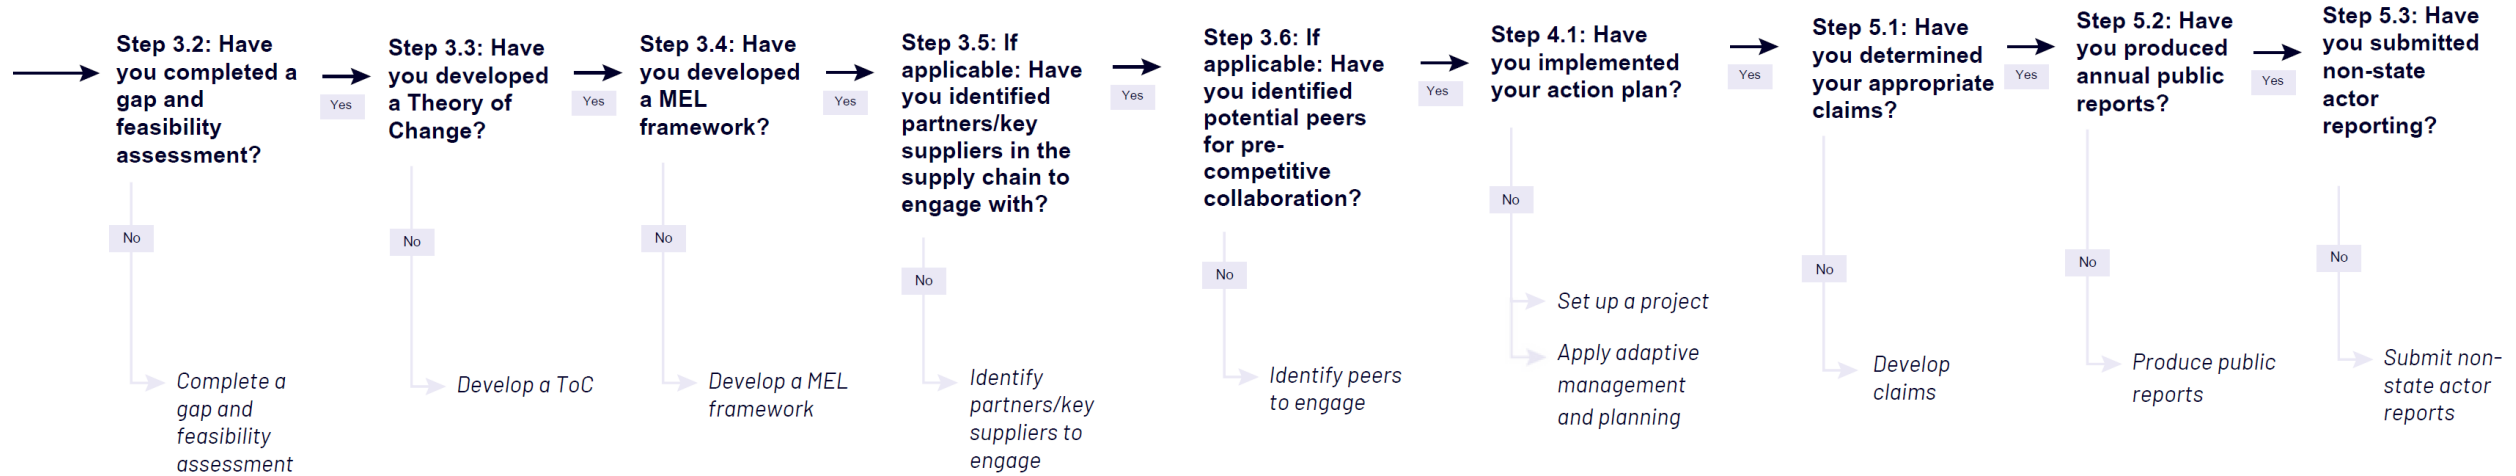 Step 3.2: Have
you completed a
gap and
feasibility
assessment?
Yes
No
Complete a
gap and
feasibility
assessment
Step 3.3: Have
you developed
a Theory of
Change?
Yes
No
Develop a ToC
Step 3.4: Have
you developed
a MEL
framework?
Yes
No
Develop a MEL
framework
Step 3.5: If
applicable: Have
you identified
partners/key
suppliers in the
supply chain to
engage with?
Yes
No
Identify
partners/key
suppliers to
engage
Step 3.6: If
applicable: Have
you identified
potential peers
for pre-
competitive
collaboration?
Yes
No
Identify peers
to engage
Step 4.1: Have
you implemented
your action plan?
Yes
No
Set up a project
Apply adaptive
management
and planning
Step 5.1: Have
you determined
your appropriate
claims?
Yes
No
Develop
claims
Step 5.2: Have
you produced
annual public
reports?
Yes
No
Produce public
reports
Step 5.3: Have
you submitted
non-state
actor
reporting?
No
Submit non-
state actor
reports